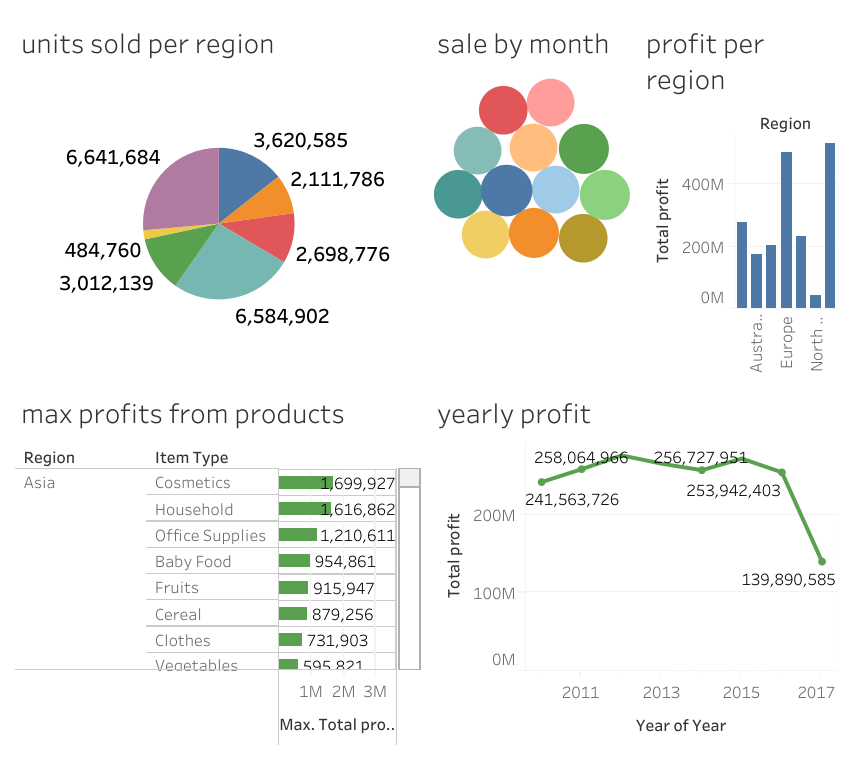 units sold per region
3,620,585
2,111,786
2,698,776
6,584,902
3,012,139
484,760
6,641,684
sale by month
profit per
region
Region
Total profit
400M
200M
0M
Austra..
Europe
North ..
max profits from products
Region Item Type
Asia Cosmetics 1,699,927
Household 1,616,862
Office Supplies 1,210,611
Baby Food 954,861
Fruits 915,947
Cereal 879,256
Clothes 731,903
Vegetables 595,821
1M 2M 3M
Max. Total pro..
yearly profit
Total profit
200M
100M
0M
241,563,726
258,064,966
256,727,951
253,942,403
139,890,585
2011 2013 2015 2017
Year of Year